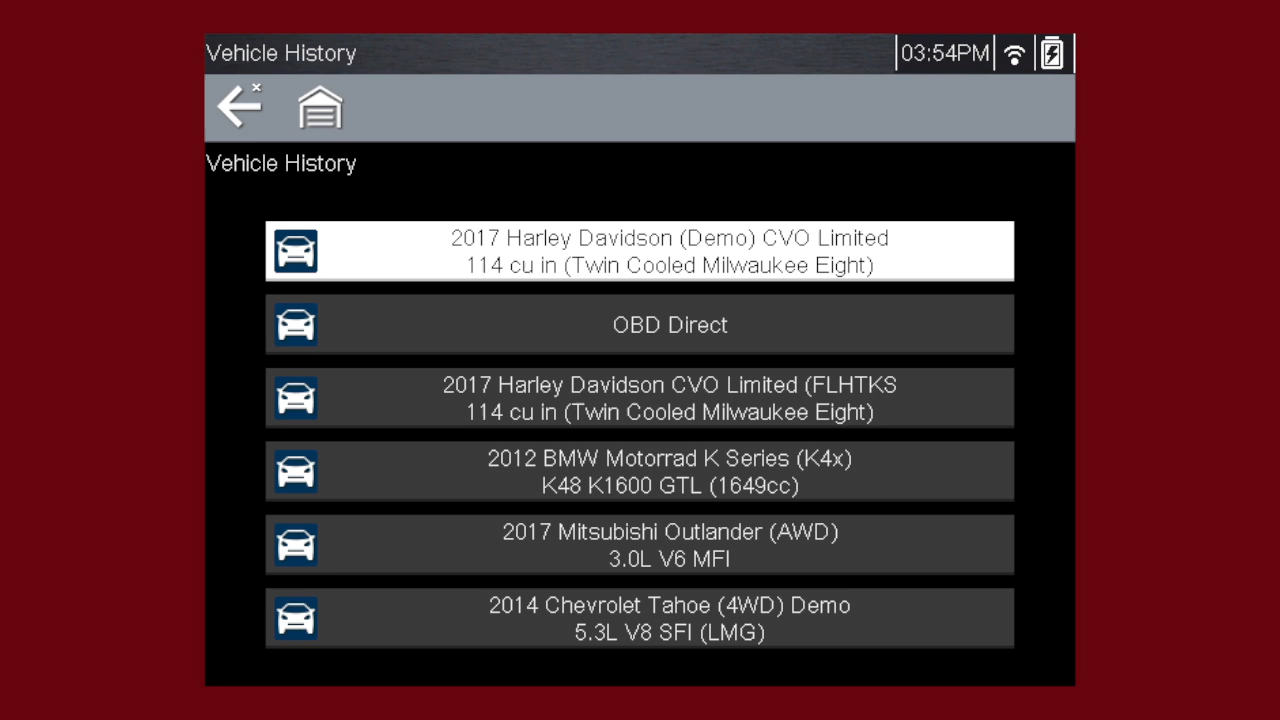 Vehicle History
03:54PM
Vehicle History
2017 Harley Davidson (Demo) CVO Limited
114 cu in (Twin Cooled Milwaukee Eight)
OBD Direct
2017 Harley Davidson CVO Limited (FLHTKS
114 cu in (Twin Cooled Milwaukee Eight)
2012 BMW Motorrad K Series (K4x)
K48 K1600 GTL (1649cc)
2017 Mitsubishi Outlander (AWD)
3.0L V6 MFI
2014 Chevrolet Tahoe (4WD) Demo
5.3L V8 SFI (LMG)